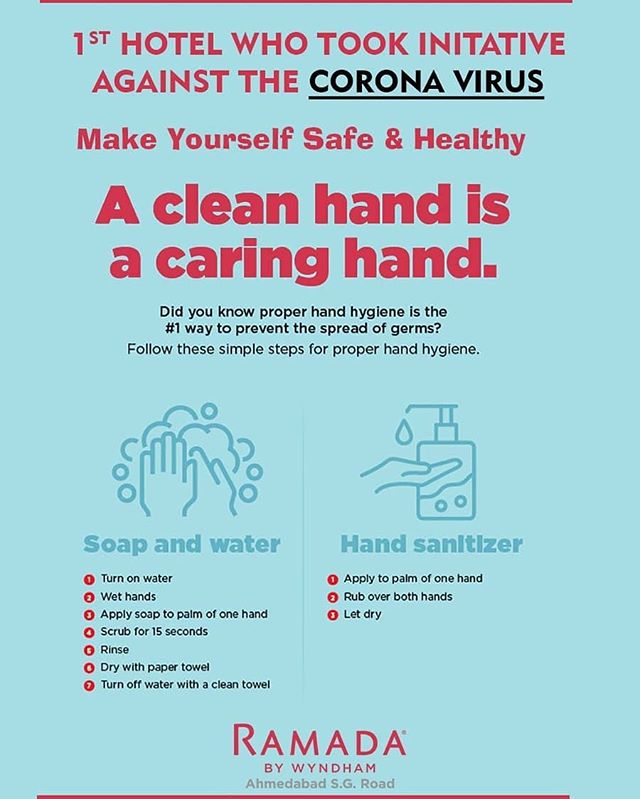 1ST HOTEL WHO TOOK INITATIVE
AGAINST THE CORONA VIRUS
Make Yourself Safe & Healthy
A clean hand is
a caring hand.
Did you know proper hand hygiene is the
#1 way to prevent the spread of germs?
Follow these simple steps for proper hand hygiene.
Soap and water
1 Turn on water
2 Wet hands
3 Apply soap to palm of one hand
4 Scrub for 15 seconds
5 Rinse
6 Dry with paper towel
7 Turn off water with a clean towel
Hand sanitizer
1 Apply to palm of one hand
2 Rub over both hands
3 Let dry
RAMADA®
BY WYNDHAM
Ahmedabad S.G. Road